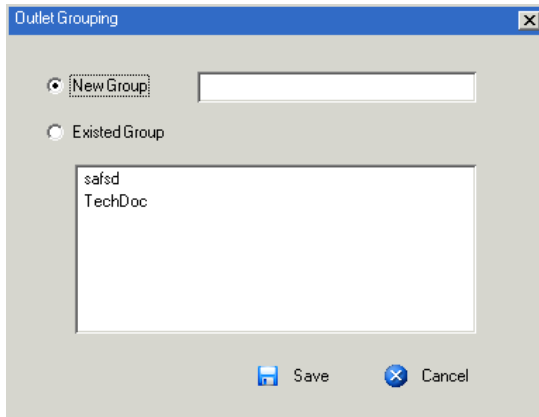 Outlet Grouping
New Group
Existed Group
safsd
TechDoc
Save Cancel